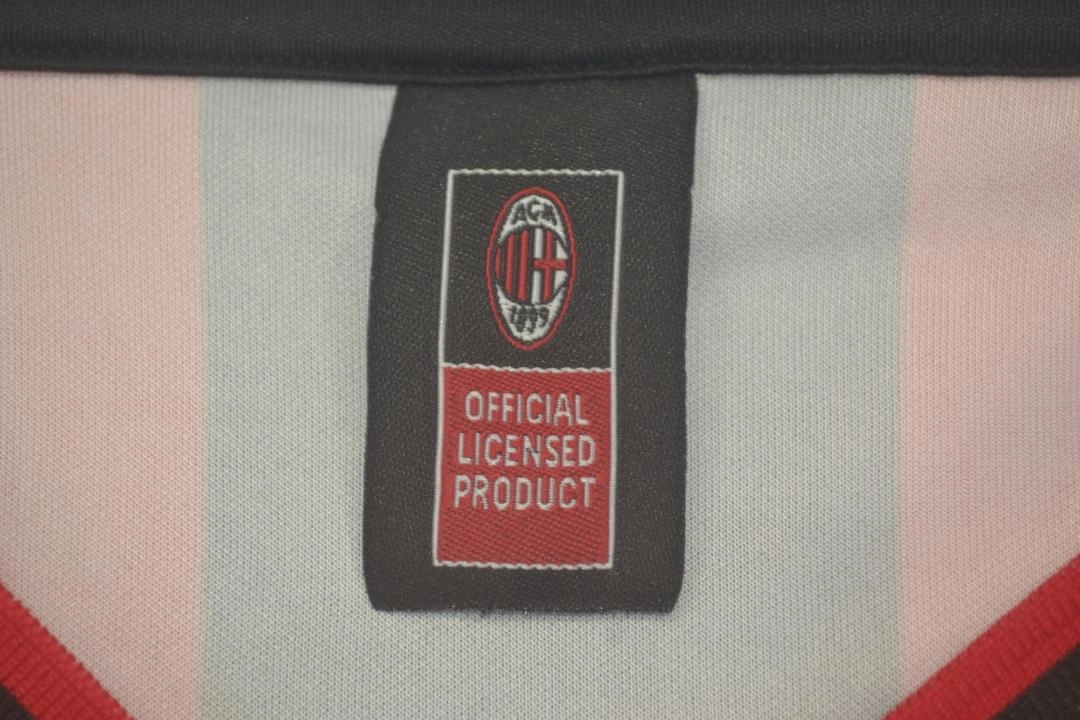 ACM
1899
OFFICIAL
LICENSED
PRODUCT